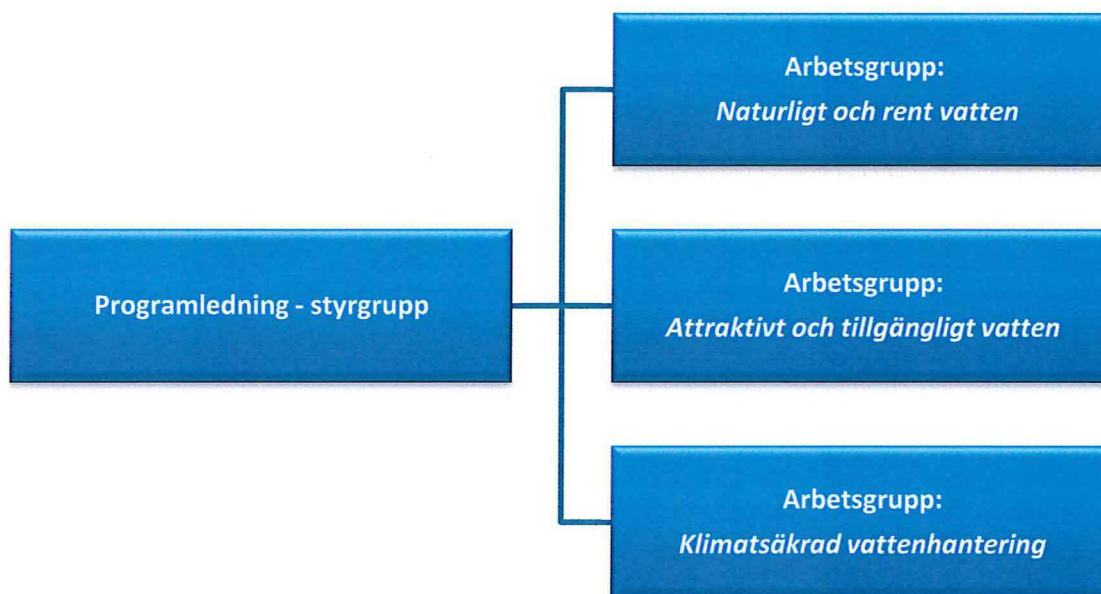 Arbetsgrupp:
Naturligt och rent vatten
Programledning - styrgrupp
Arbetsgrupp:
Attraktivt och tillgängligt vatten
Arbetsgrupp:
Klimatsäkrad vattenhantering